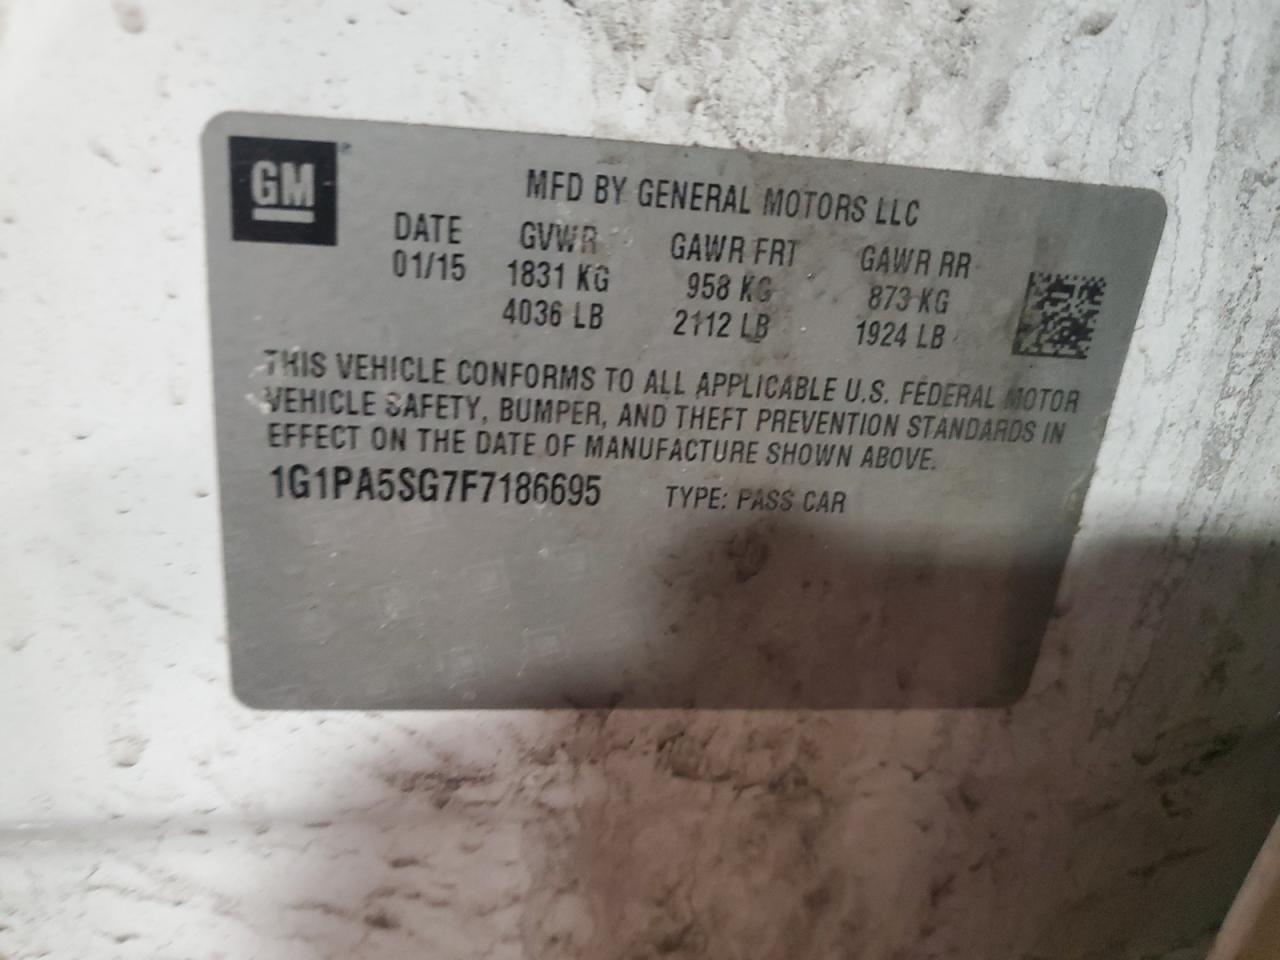 GM
MFD BY GENERAL MOTORS LLC
DATE GVWR GAWR FRT GAWR RR
01/15 1831 KG 958 KG 873 KG
4036 LB 2112 LB 1924 LB
THIS VEHICLE CONFORMS TO ALL APPLICABLE U.S. FEDERAL MOTOR
VEHICLE SAFETY, BUMPER, AND THEFT PREVENTION STANDARDS IN
EFFECT ON THE DATE OF MANUFACTURE SHOWN ABOVE.
1G1PA5SG7F7186695 TYPE: PASS CAR